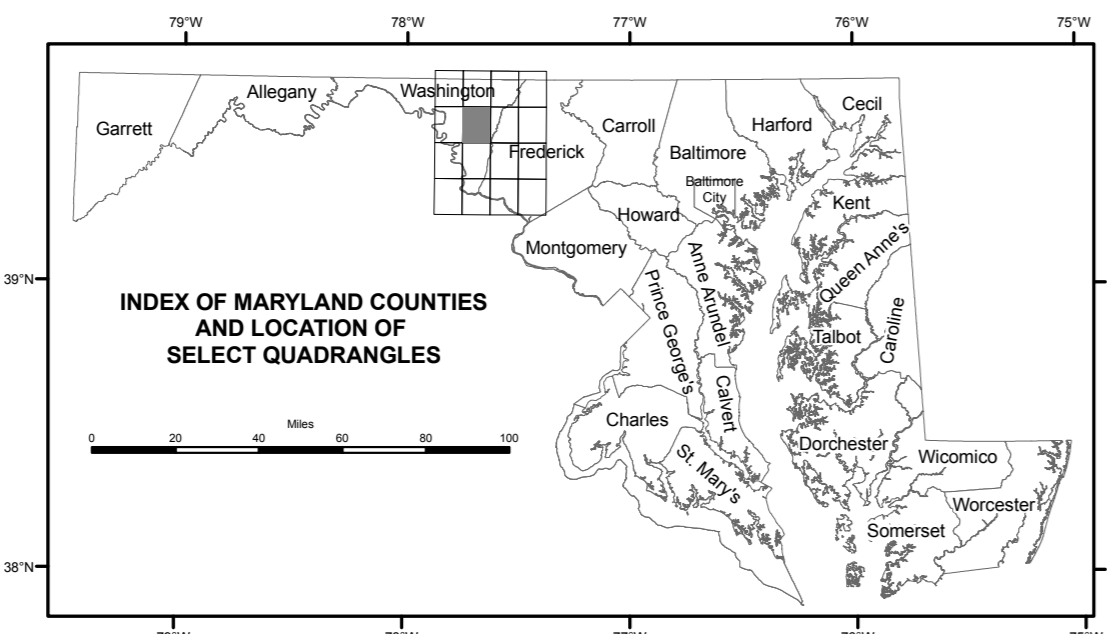 79°W 78°W 77°W 76°W 75°W
Washington
Allegany
Cecil
Garrett
Carroll
Harford
Frederick
Baltimore
Baltimore
City
Kent
Howard
Montgomery
Queen Anne's
Anne Arundel
Prince George's
39°N
INDEX OF MARYLAND COUNTIES
AND LOCATION OF
SELECT QUADRANGLES
Talbot
Caroline
Calvert
Miles
0 20 40 60 80 100
Charles
St. Mary's
Dorchester
Wicomico
Worcester
Somerset
38°N